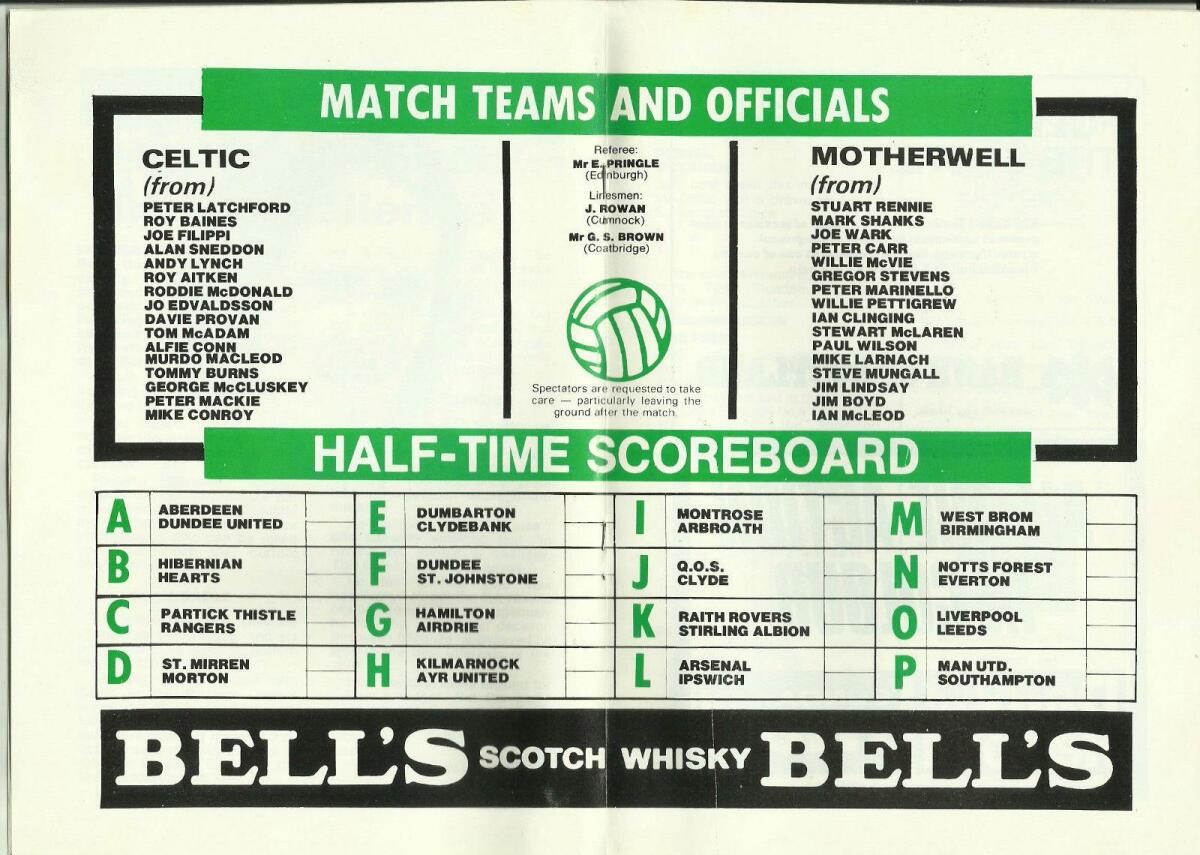 MATCH TEAMS AND OFFICIALS
CELTIC
(from)
PETER LATCHFORD
ROY BAINES
JOE FILIPPI
ALAN SNEDDON
ANDY LYNCH
ROY AITKEN
RODDIE McDONALD
JO EDVALDSSON
DAVIE PROVAN
TOM McADAM
ALFIE CONN
MURDO MACLEOD
TOMMY BURNS
GEORGE McCLUSKEY
PETER MACKIE
MIKE CONROY
Referee:
Mr E. PRINGLE
(Edinburgh)
Linesmen:
J. ROWAN
(Cumnock)
Mr G. S. BROWN
(Coatbridge)
Spectators are requested to take
care — particularly leaving the
ground after the match.
MOTHERWELL
(from)
STUART RENNIE
MARK SHANKS
JOE WARK
PETER CARR
WILLIE McVIE
GREGOR STEVENS
PETER MARINELLO
WILLIE PETTIGREW
IAN CLINGING
STEWART McLAREN
PAUL WILSON
MIKE LARNACH
STEVE MUNGALL
JIM LINDSAY
JIM BOYD
IAN McLEOD
HALF-TIME SCOREBOARD
A
ABERDEEN
DUNDEE UNITED
B
HIBERNIAN
HEARTS
C
PARTICK THISTLE
RANGERS
D
ST. MIRREN
MORTON
E
DUMBARTON
CLYDEBANK
F
DUNDEE
ST. JOHNSTONE
G
HAMILTON
AIRDRIE
H
KILMARNOCK
AYR UNITED
I
MONTROSE
ARBROATH
J
Q.O.S.
CLYDE
K
RAITH ROVERS
STIRLING ALBION
L
ARSENAL
IPSWICH
M
WEST BROM
BIRMINGHAM
N
NOTTS FOREST
EVERTON
O
LIVERPOOL
LEEDS
P
MAN UTD.
SOUTHAMPTON
BELL'S SCOTCH WHISKY BELL'S